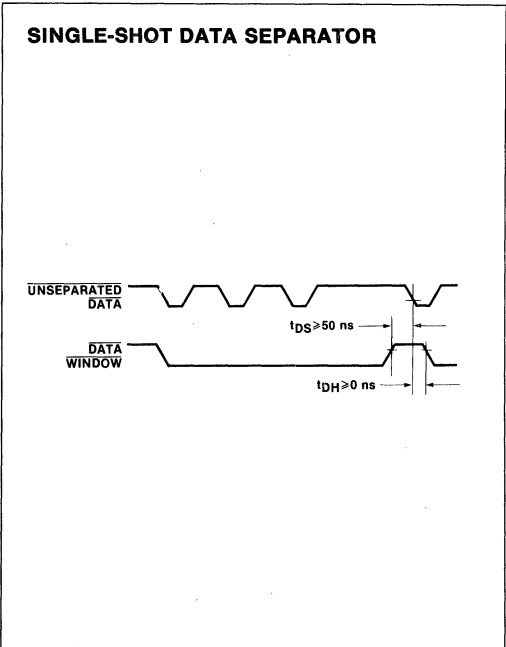 SINGLE-SHOT DATA SEPARATOR
UNSEPARATED
DATA
tDS≥50 ns
DATA
WINDOW
tDH≥0 ns